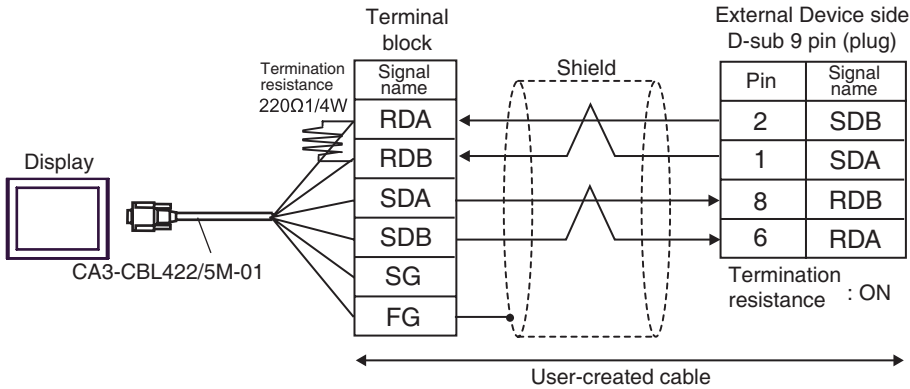 Terminal
block
External Device side
D-sub 9 pin (plug)
Termination
resistance
220Ω1/4W
Signal
name
Shield
Pin
Signal
name
RDA
2
SDB
RDB
1
SDA
Display
SDA
8
RDB
SDB
6
RDA
CA3-CBL422/5M-01
SG
FG
Termination
resistance : ON
User-created cable